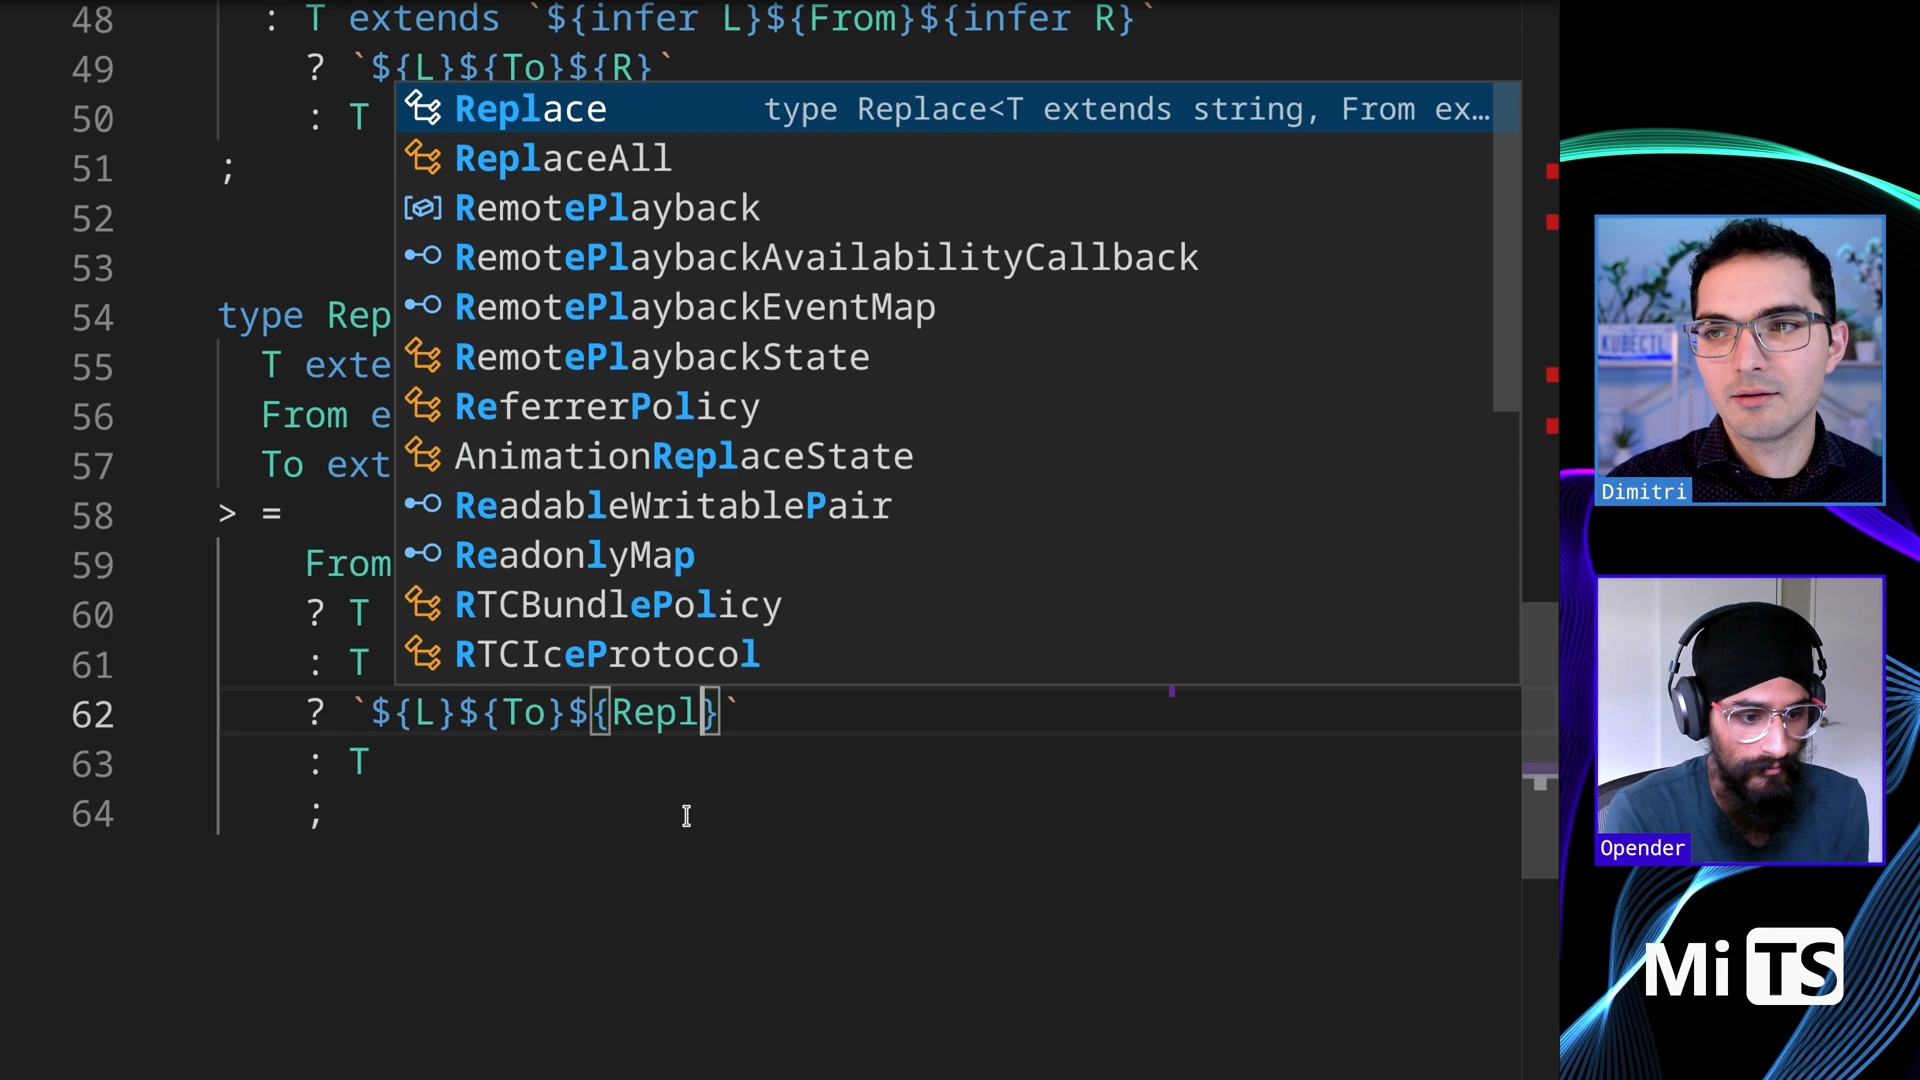 48 : T extends `${infer L}${From}${infer R}`
49 ? `${L}${To}${R}`
50 : T
51 ;
52
53
54 type Rep
55 T exte
56 From e
57 To ext
58 > =
59 From
60 ? T
61 : T
62 ? `${L}${To}${Repl}`
63 : T
64 ;
Replace type Replace<T extends string, From ex…
ReplaceAll
RemotePlayback
RemotePlaybackAvailabilityCallback
RemotePlaybackEventMap
RemotePlaybackState
ReferrerPolicy
AnimationReplaceState
ReadableWritablePair
ReadonlyMap
RTCBundlePolicy
RTCIceProtocol
KUBECTL
Dimitri
Opender
Mi TS